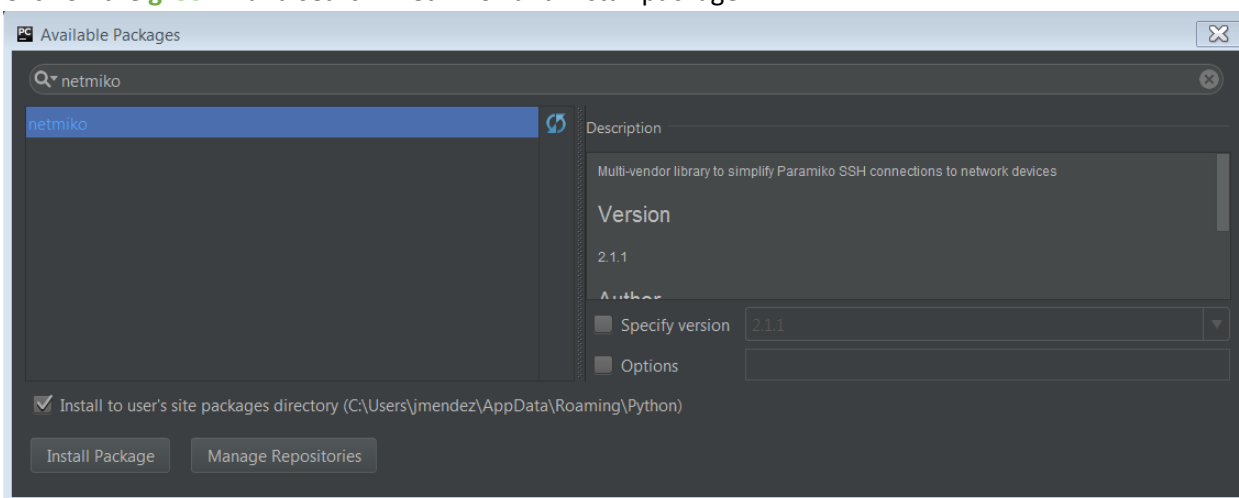 PC Available Packages
netmiko
netmiko
Description
Multi-vendor library to simplify Paramiko SSH connections to network devices
Version
2.1.1
Author
Specify version 2.1.1
Options
Install to user's site packages directory (C:\Users\jmendez\AppData\Roaming\Python)
Install Package Manage Repositories